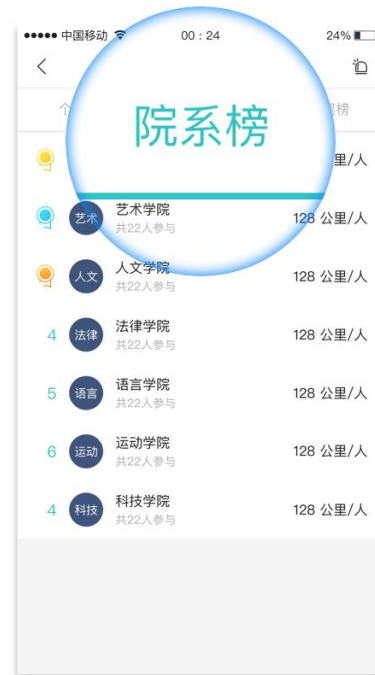 中国移动
00 : 24
24%
院系榜
里/人
艺术
艺术学院
共22人参与
128 公里/人
人文
人文学院
共22人参与
128 公里/人
4
法律
法律学院
共22人参与
128 公里/人
5
语言
语言学院
共22人参与
128 公里/人
6
运动
运动学院
共22人参与
128 公里/人
4
科技
科技学院
共22人参与
128 公里/人